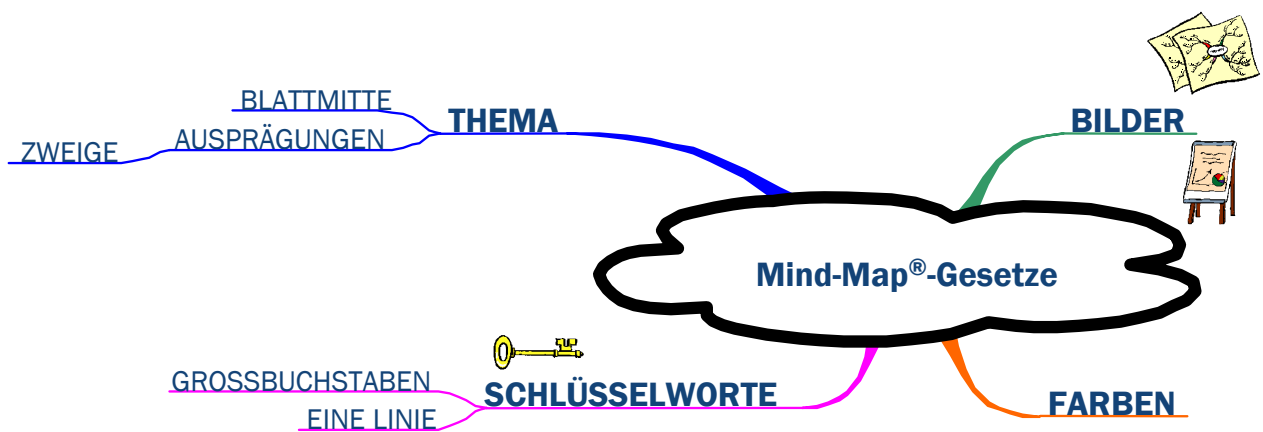 BLATTMITTE
THEMA
BILDER
AUSPRÄGUNGEN
ZWEIGE
Mind-Map®-Gesetze
GROSSBUCHSTABEN
SCHLÜSSELWORTE
FARBEN
EINE LINIE